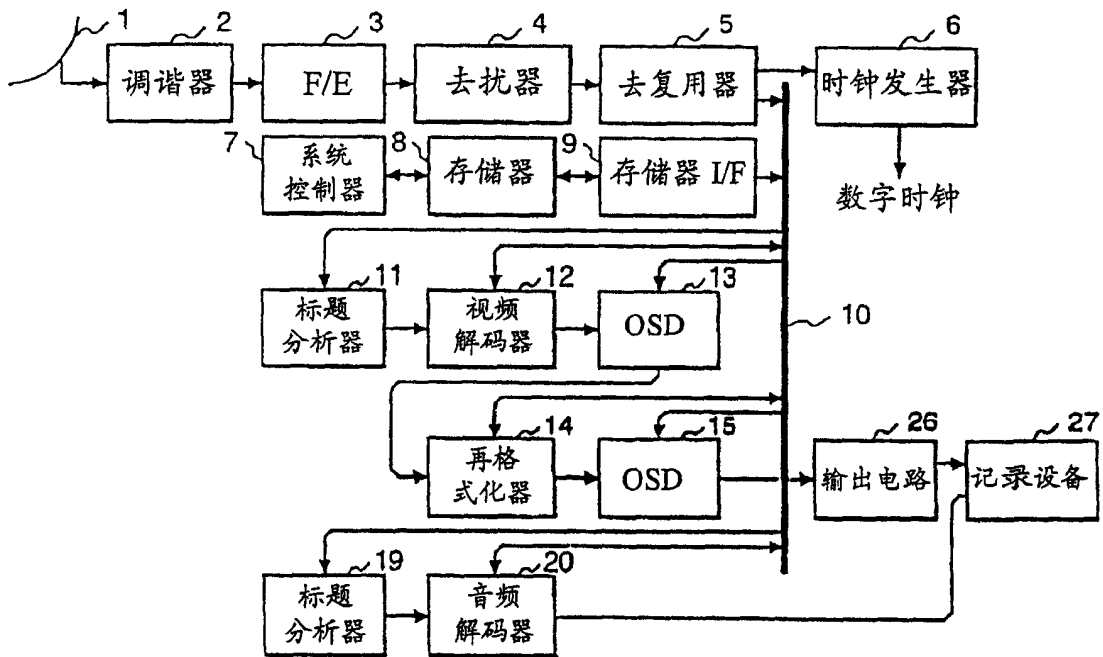 1 2 3 4 5 6
调谐器 F/E 去扰器 去复用器 时钟发生器
7 8 9
系统
控制器
存储器 存储器 I/F
数字时钟
11 12 13
标题
分析器
视频
解码器
OSD
10
14 15 26 27
再格
式化器
OSD 输出电路 记录设备
19 20
标题
分析器
音频
解码器